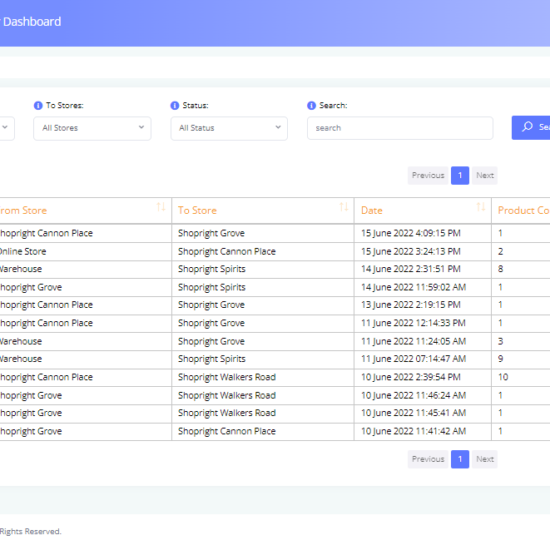 Dashboard
To Stores: Status: Search:
All Stores All Status search
Previous 1 Next
rom Store To Store Date Product Co
hopright Cannon Place Shopright Grove 15 June 2022 4:09:15 PM 1
nline Store Shopright Cannon Place 15 June 2022 3:24:13 PM 2
arehouse Shopright Spirits 14 June 2022 2:31:51 PM 8
hopright Grove Shopright Spirits 14 June 2022 11:59:02 AM 1
hopright Cannon Place Shopright Grove 13 June 2022 2:19:15 PM 1
hopright Cannon Place Shopright Grove 11 June 2022 12:14:33 PM 1
arehouse Shopright Grove 11 June 2022 11:24:05 AM 3
arehouse Shopright Spirits 11 June 2022 07:14:47 AM 9
hopright Cannon Place Shopright Walkers Road 10 June 2022 2:39:54 PM 10
hopright Grove Shopright Walkers Road 10 June 2022 11:46:24 AM 1
hopright Grove Shopright Walkers Road 10 June 2022 11:45:41 AM 1
hopright Grove Shopright Cannon Place 10 June 2022 11:41:42 AM 1
Previous 1 Next
Rights Reserved.